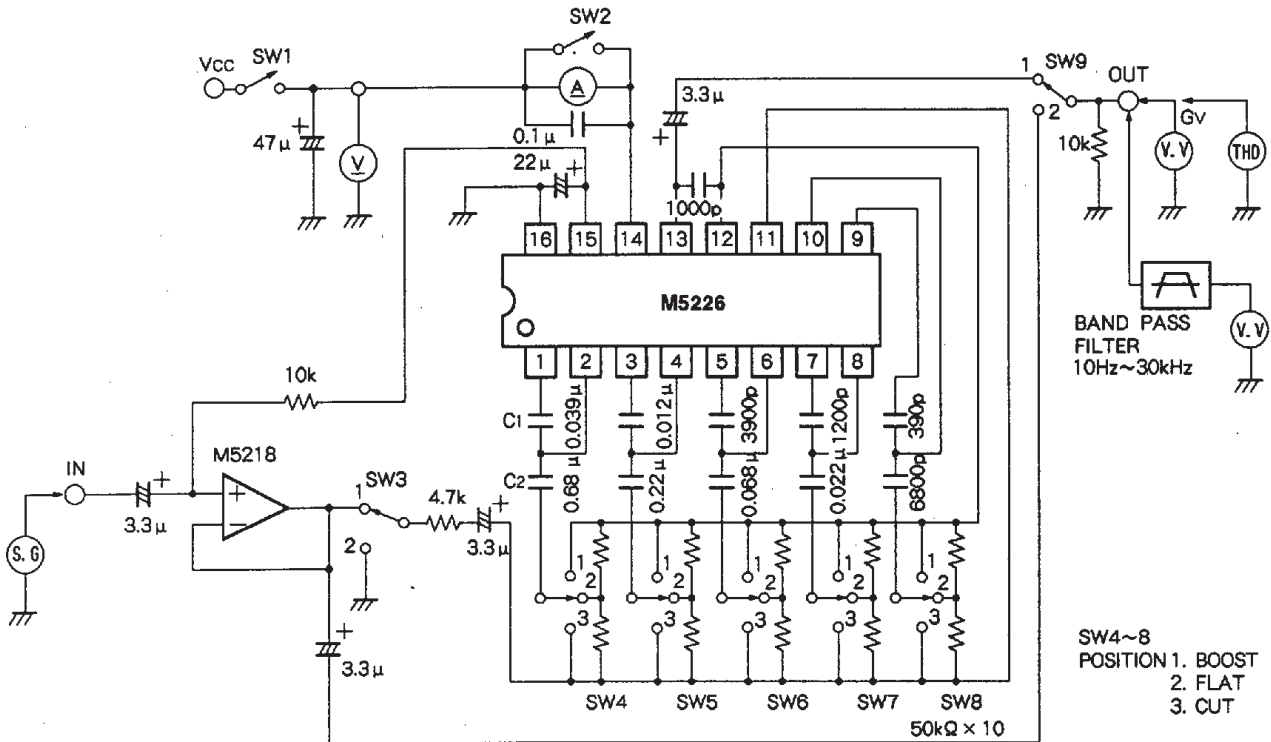 SW2
SW1
Vcc
A
0.1μ
+
47μ
V
22μ
+
3.3μ
+
1000p
1
SW9
2
OUT
10k
Gv
V.V
THD
BAND PASS
FILTER
10Hz~30kHz
V.V
16 15 14 13 12 11 10 9
M5226
1 2 3 4 5 6 7 8
10k
C1
0.039μ
0.012μ
3900p
1200p
390p
C2
0.68μ
0.22μ
0.068μ
0.022μ
6800p
M5218
IN
+
3.3μ
+
−
S.G
1
SW3
2
4.7k
+
3.3μ
+
3.3μ
1 1 1 1 1
2 2 2 2 2
3 3 3 3 3
SW4 SW5 SW6 SW7 SW8
50kΩ×10
SW4~8
POSITION 1. BOOST
2. FLAT
3. CUT